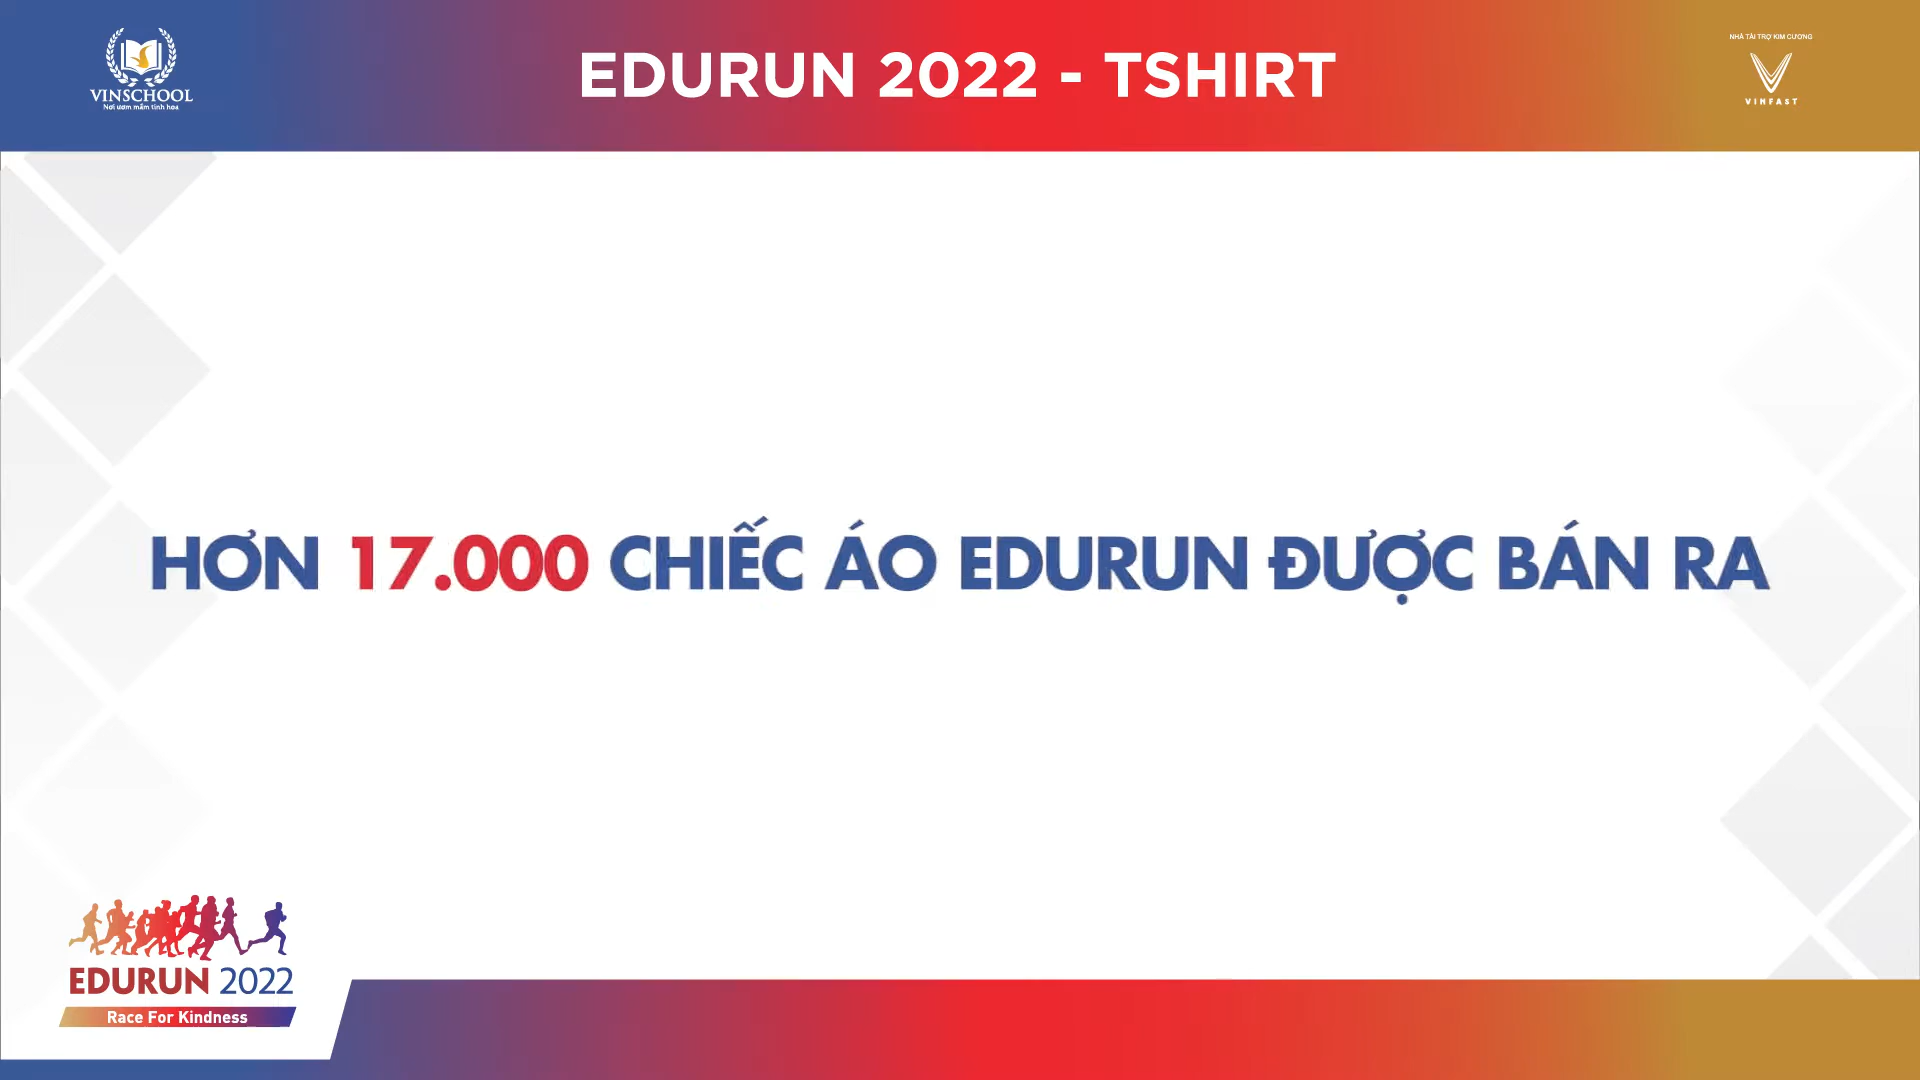 VINSCHOOL
Nơi ươm mầm tinh hoa
EDURUN 2022 - TSHIRT
NHÀ TÀI TRỢ KIM CƯƠNG
VINFAST
HƠN 17.000 CHIẾC ÁO EDURUN ĐƯỢC BÁN RA
EDURUN 2022
Race For Kindness